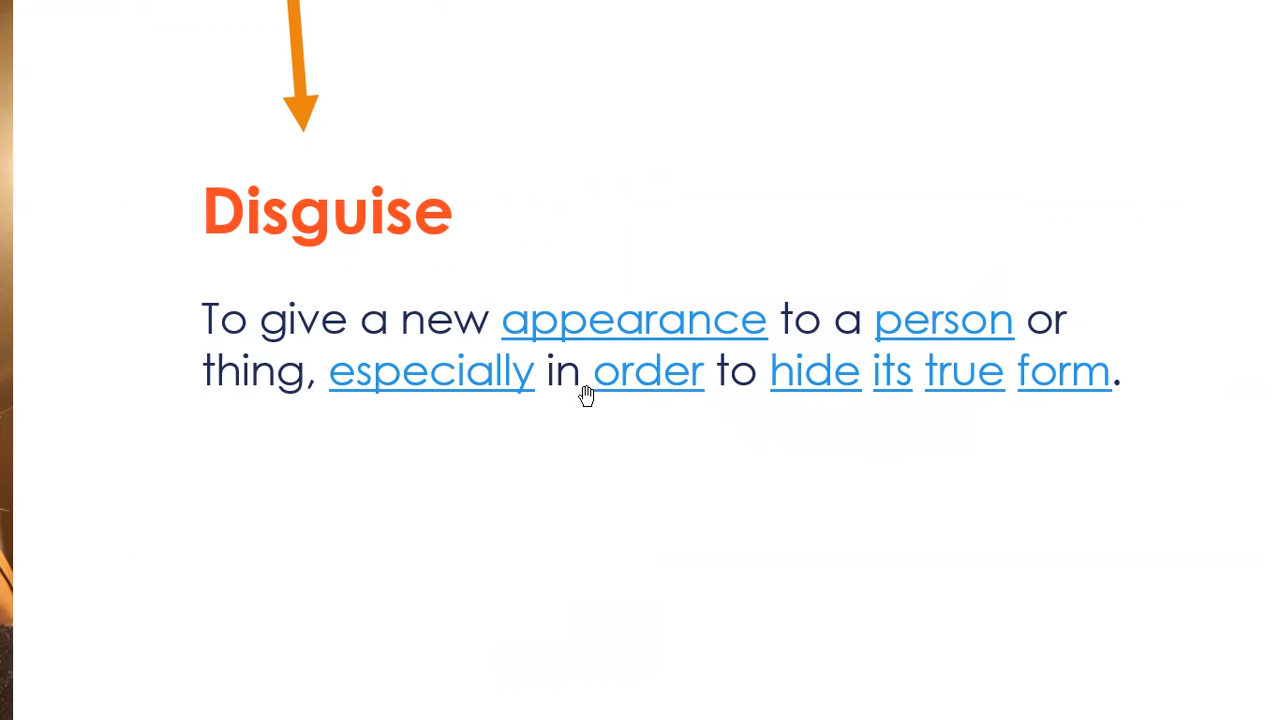 Disguise
To give a new appearance to a person or
thing, especially in order to hide its true form.